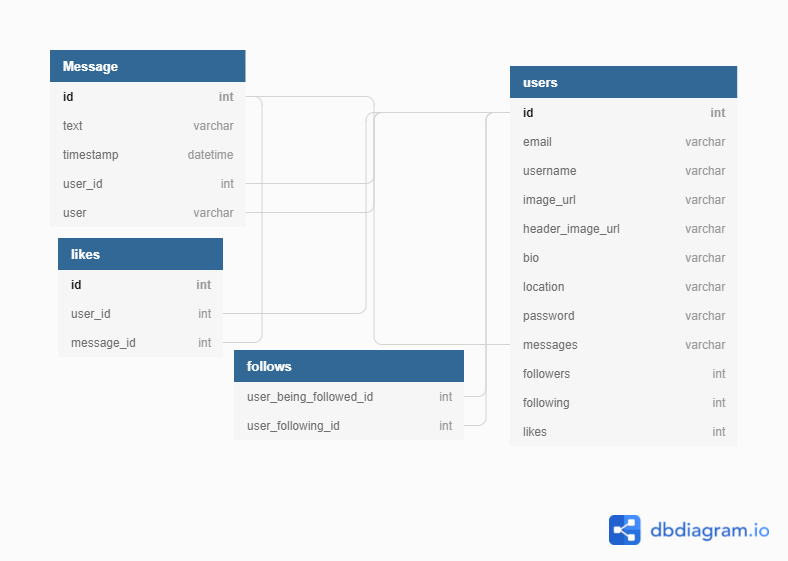 Message
id int
text varchar
timestamp datetime
user_id int
user varchar
likes
id int
user_id int
message_id int
follows
user_being_followed_id int
user_following_id int
users
id int
email varchar
username varchar
image_url varchar
header_image_url varchar
bio varchar
location varchar
password varchar
messages varchar
followers int
following int
likes int
dbdiagram.io